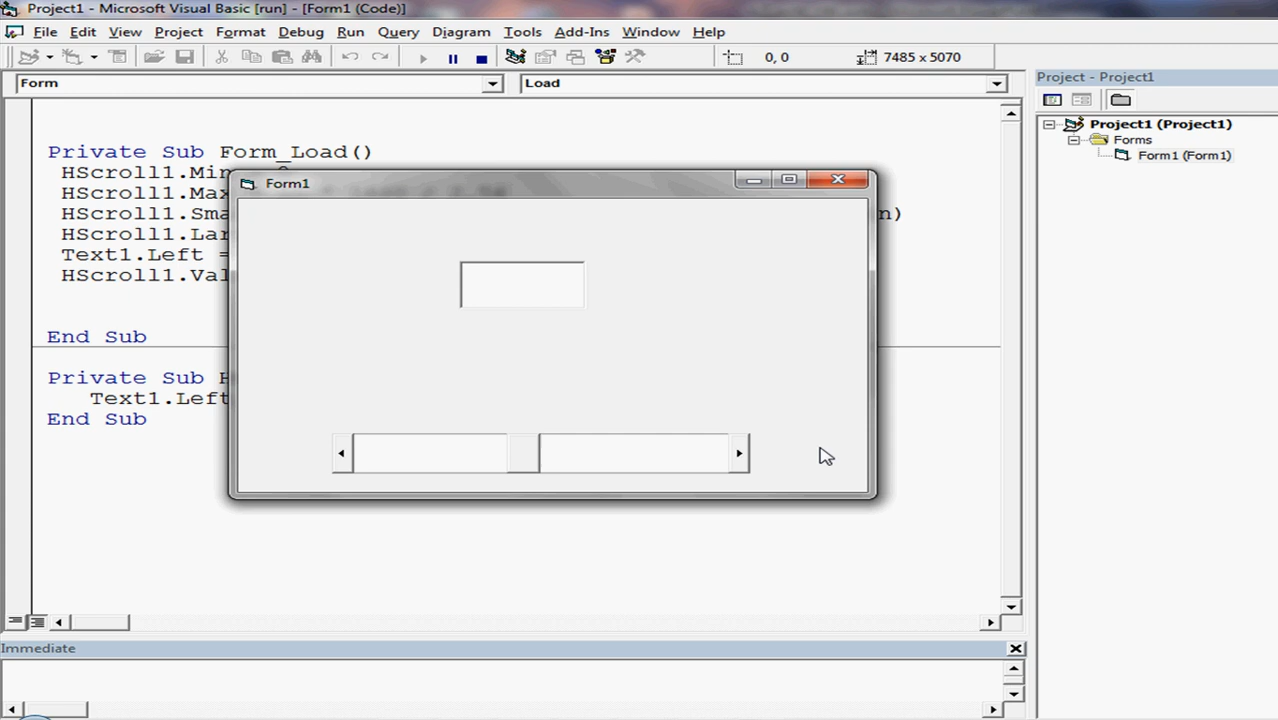 Project1 - Microsoft Visual Basic [run] - [Form1 (Code)]
File Edit View Project Format Debug Run Query Diagram Tools Add-Ins Window Help
0, 0 7485 x 5070
Form Load
Project - Project1
Project1 (Project1)
Forms
Form1 (Form1)
Private Sub Form_Load()
HScroll1.Min
HScroll1.Max
HScroll1.Sma n)
HScroll1.Lar
Text1.Left =
HScroll1.Val
End Sub
Private Sub H
Text1.Left
End Sub
Form1
Immediate